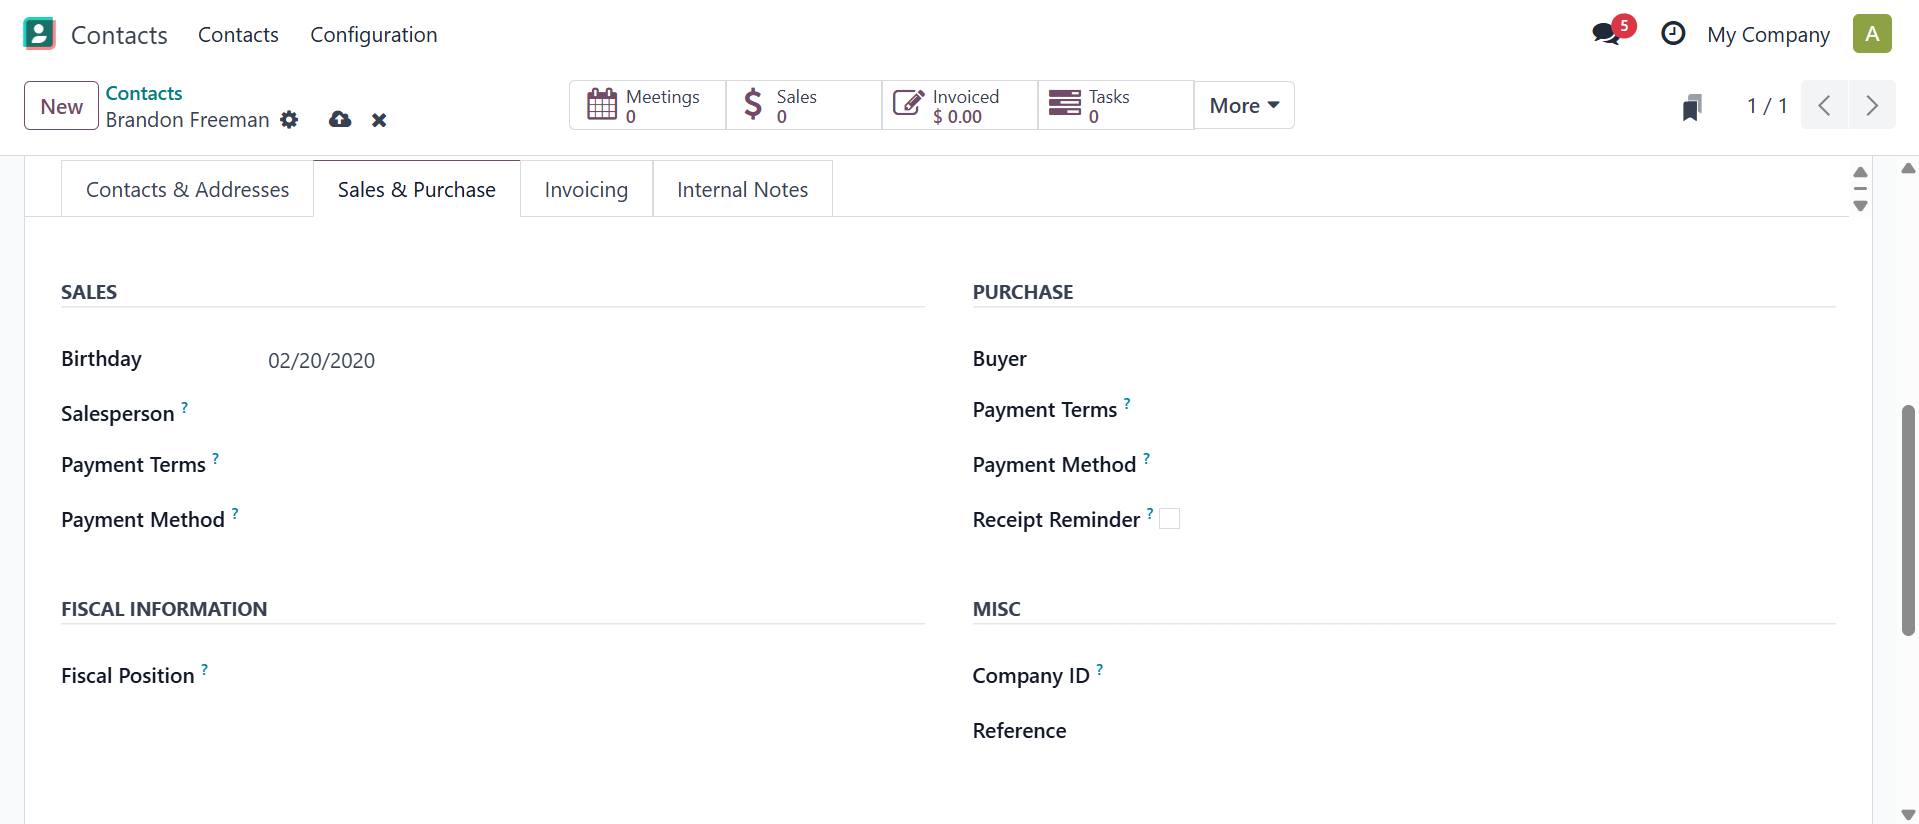 Contacts Contacts Configuration 5 My Company A
New Contacts
Brandon Freeman
Meetings 0
Sales 0
Invoiced $ 0.00
Tasks 0
More
1 / 1
Contacts & Addresses Sales & Purchase Invoicing Internal Notes
SALES
Birthday 02/20/2020
Salesperson ?
Payment Terms ?
Payment Method ?
PURCHASE
Buyer
Payment Terms ?
Payment Method ?
Receipt Reminder ?
FISCAL INFORMATION
Fiscal Position ?
MISC
Company ID ?
Reference